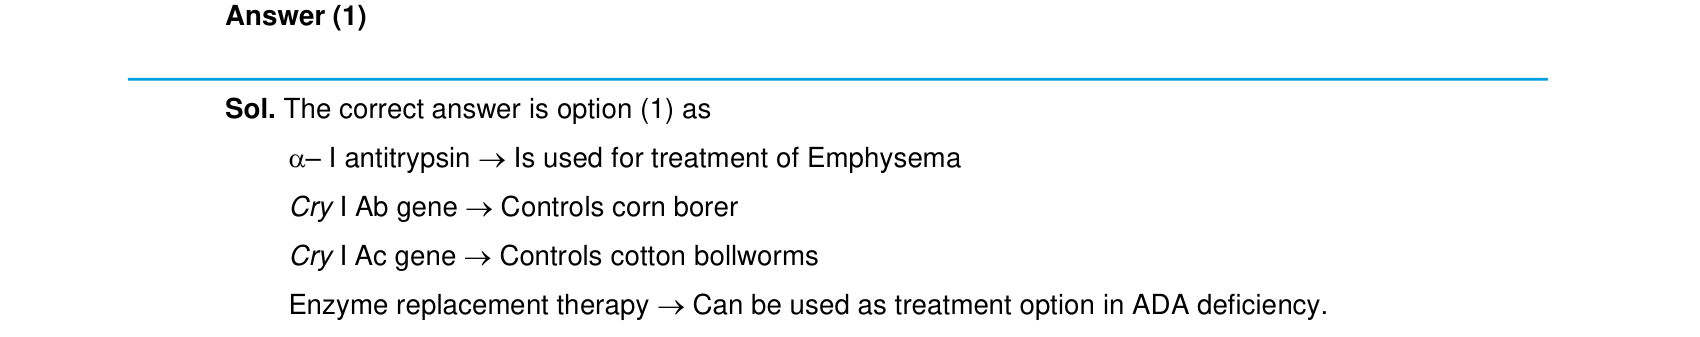 Answer (1)
Sol. The correct answer is option (1) as
α– I antitrypsin → Is used for treatment of Emphysema
Cry I Ab gene → Controls corn borer
Cry I Ac gene → Controls cotton bollworms
Enzyme replacement therapy → Can be used as treatment option in ADA deficiency.